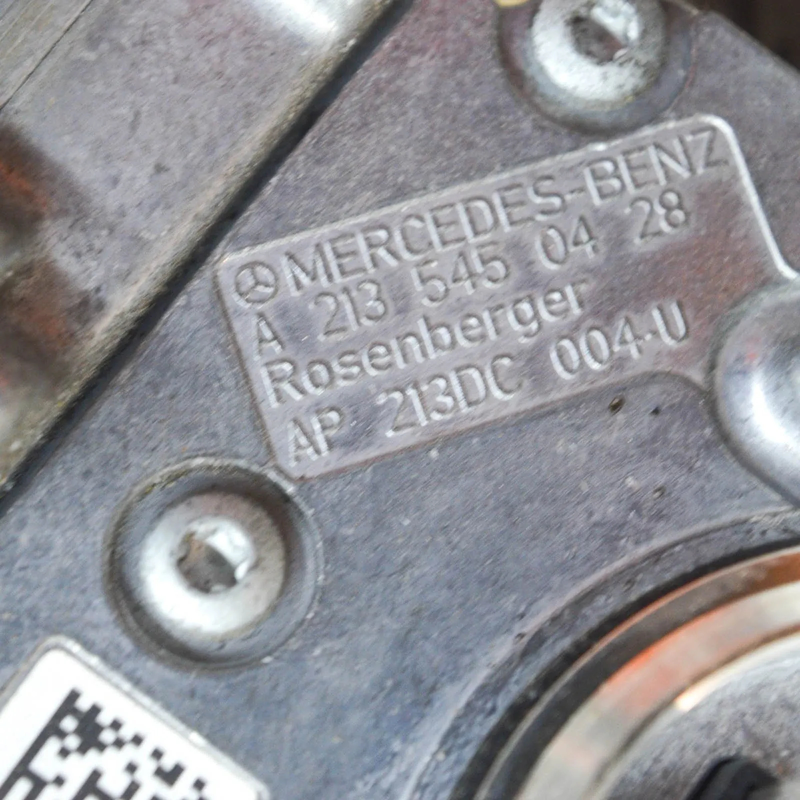 MERCEDES-BENZ
A 213 545 04 28
Rosenberger
AP 213DC 004-U